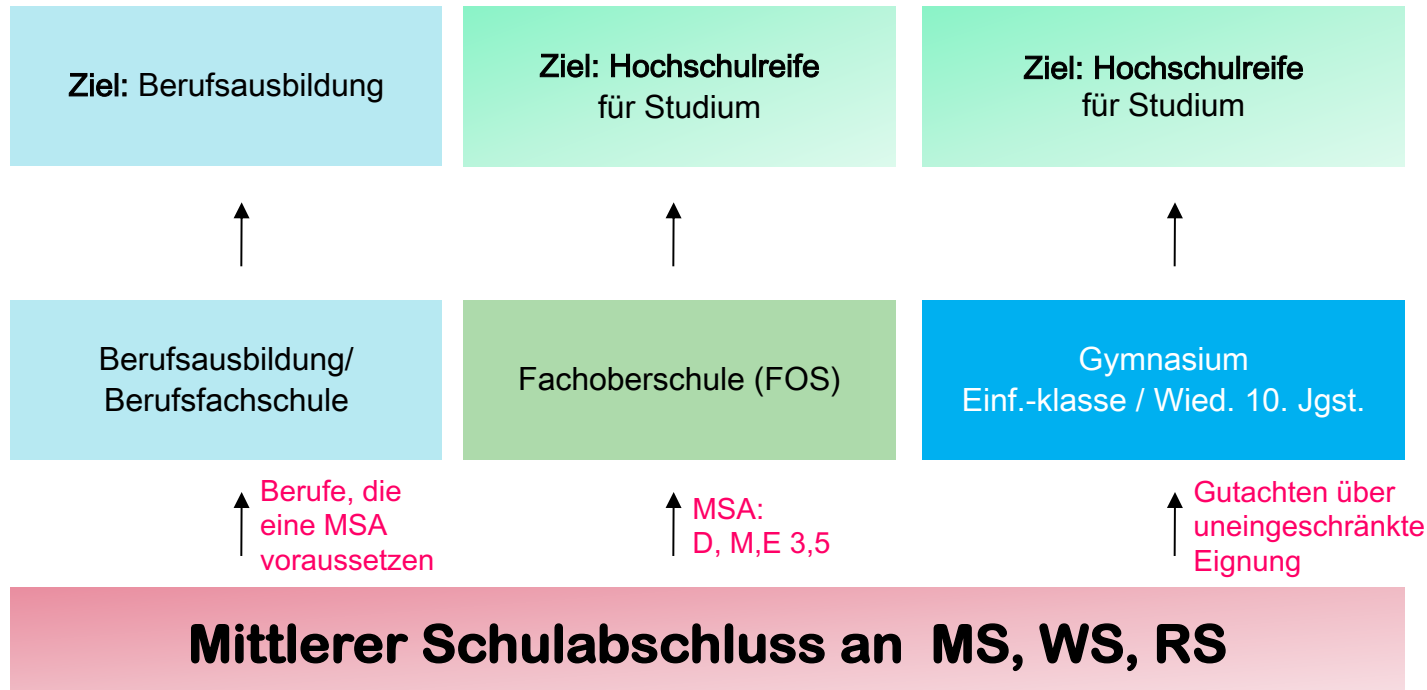 Ziel: Berufsausbildung
Ziel: Hochschulreife
für Studium
Ziel: Hochschulreife
für Studium
Berufsausbildung/
Berufsfachschule
Fachoberschule (FOS)
Gymnasium
Einf.-klasse / Wied. 10. Jgst.
Berufe, die
eine MSA
voraussetzen
MSA:
D, M,E 3,5
Gutachten über
uneingeschränkte
Eignung
Mittlerer Schulabschluss an MS, WS, RS